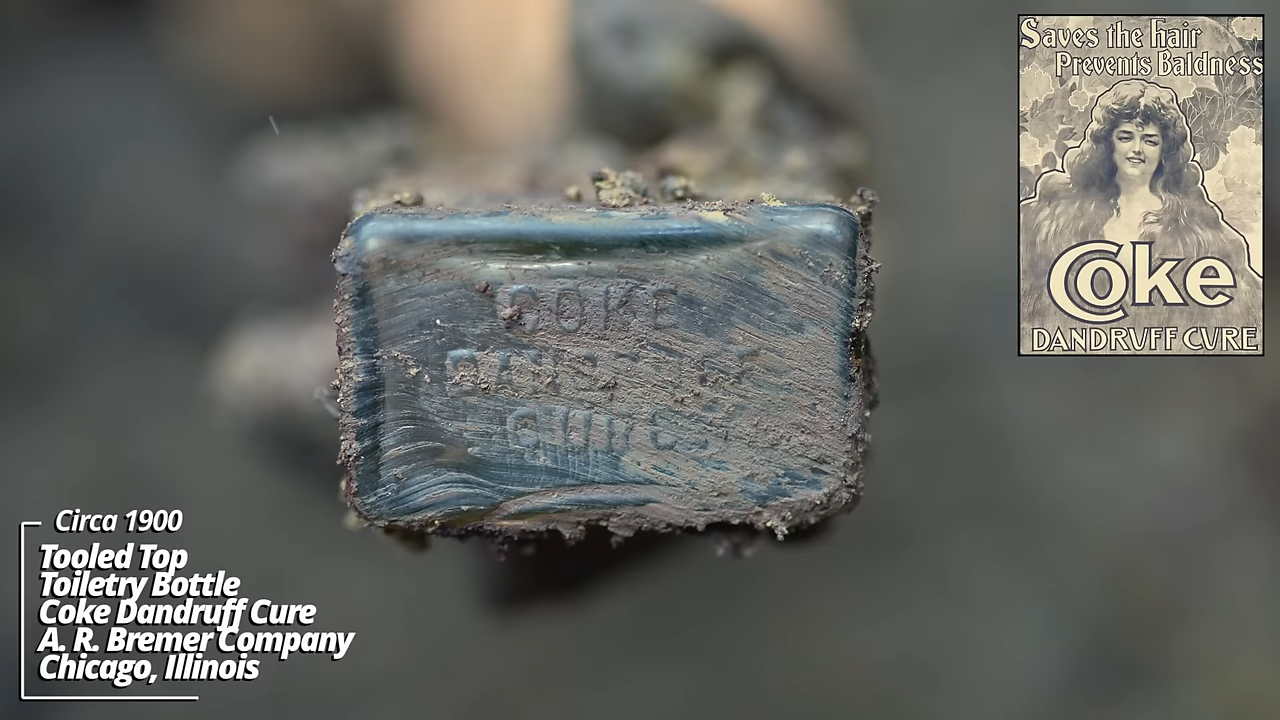 Saves the hair
Prevents Baldness
Coke
DANDRUFF CURE
COKE
CURE
Circa 1900
Tooled Top
Toiletry Bottle
Coke Dandruff Cure
A. R. Bremer Company
Chicago, Illinois